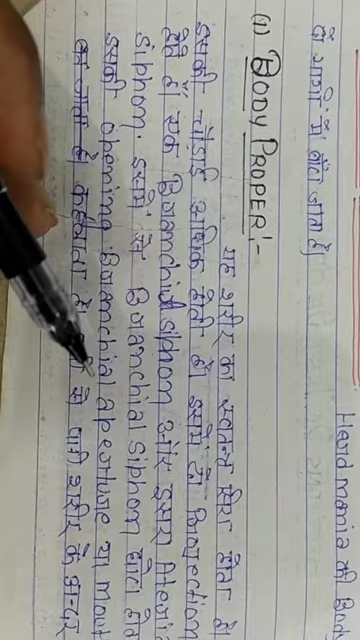 Herdmania की Body
दो भागों में बाँटा जाता है।
(1) BODY PROPER :-
यह शरीर का स्वतन्त्र सिरा होता है
इसकी चौड़ाई अधिक होती है। इसमें दो Projection
होते हैं। एक Branchial siphon और दूसरा Atrial
siphon. इसमें से Branchial Siphon छोटा होता
इसकी opening Branchial aperture या mouth
का नाम से कहलाता है। से पानी शरीर के अन्दर